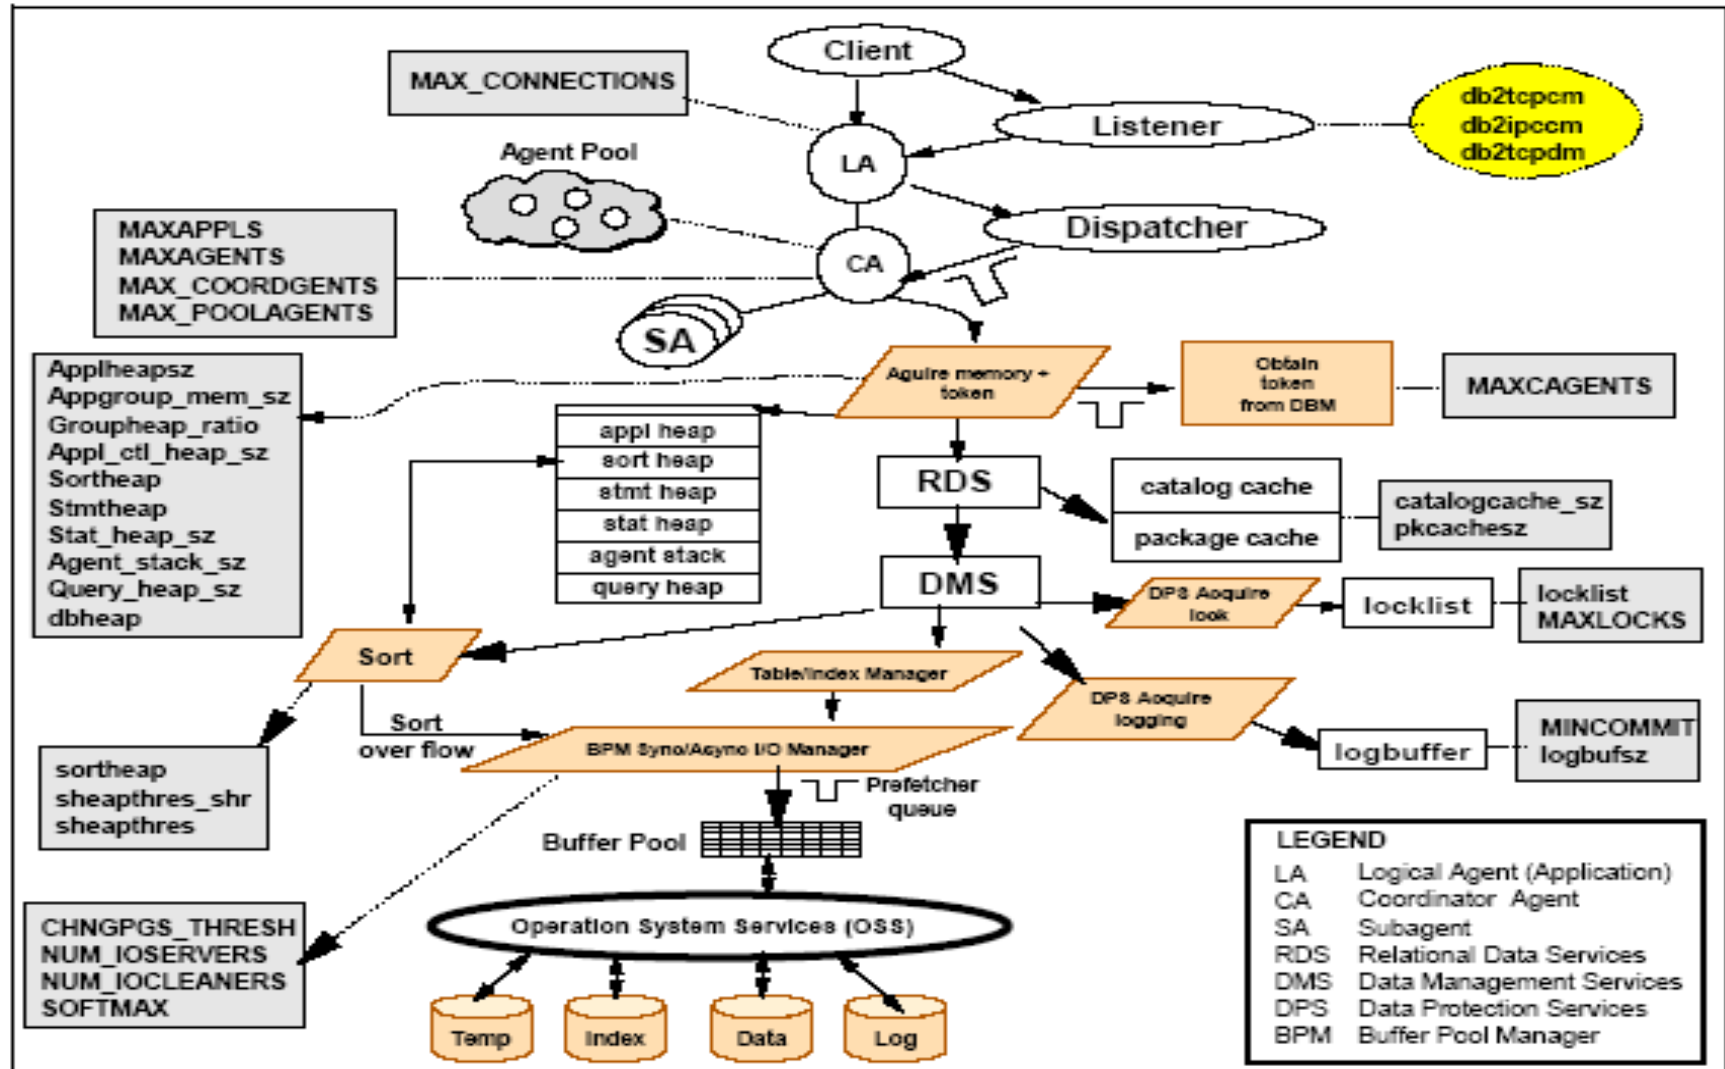 Client
MAX_CONNECTIONS
Listener
db2tcpcm
db2ipccm
db2tcpdm
Agent Pool
LA
MAXAPPLS
MAXAGENTS
MAX_COORDGENTS
MAX_POOLAGENTS
Dispatcher
CA
SA
Applheapsz
Appgroup_mem_sz
Groupheap_ratio
Appl_ctl_heap_sz
Sortheap
Stmtheap
Stat_heap_sz
Agent_stack_sz
Query_heap_sz
dbheap
Aguire memory +
token
Obtain
token
from DBM
MAXCAGENTS
appl heap
sort heap
stmt heap
stat heap
agent stack
query heap
RDS
catalog cache
package cache
catalogcache_sz
pkcachesz
DMS
DPS Acquire
look
locklist
locklist
MAXLOCKS
Sort
Table/Index Manager
DPS Acquire
logging
logbuffer
MINCOMMIT
logbufsz
Sort
over flow
BPM Sync/Async I/O Manager
sortheap
sheapthres_shr
sheapthres
Prefetcher
queue
Buffer Pool
CHNGPGS_THRESH
NUM_IOSERVERS
NUM_IOCLEANERS
SOFTMAX
Operation System Services (OSS)
Temp
Index
Data
Log
LEGEND
LA Logical Agent (Application)
CA Coordinator Agent
SA Subagent
RDS Relational Data Services
DMS Data Management Services
DPS Data Protection Services
BPM Buffer Pool Manager